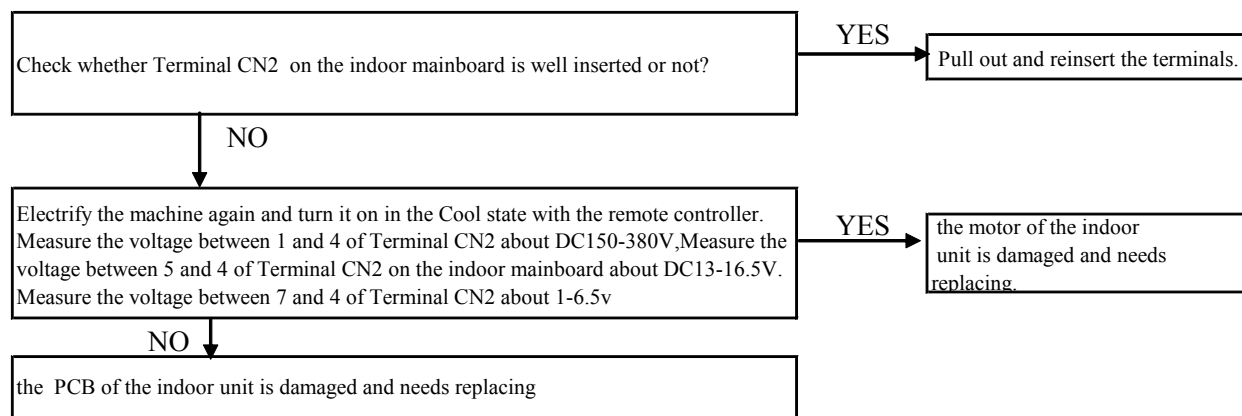 YES
Check whether Terminal CN2 on the indoor mainboard is well inserted or not?
Pull out and reinsert the terminals.
NO
Electrify the machine again and turn it on in the Cool state with the remote controller.
Measure the voltage between 1 and 4 of Terminal CN2 about DC150-380V,Measure the
voltage between 5 and 4 of Terminal CN2 on the indoor mainboard about DC13-16.5V.
Measure the voltage between 7 and 4 of Terminal CN2 about 1-6.5v
YES
the motor of the indoor
unit is damaged and needs
replacing.
NO
the PCB of the indoor unit is damaged and needs replacing